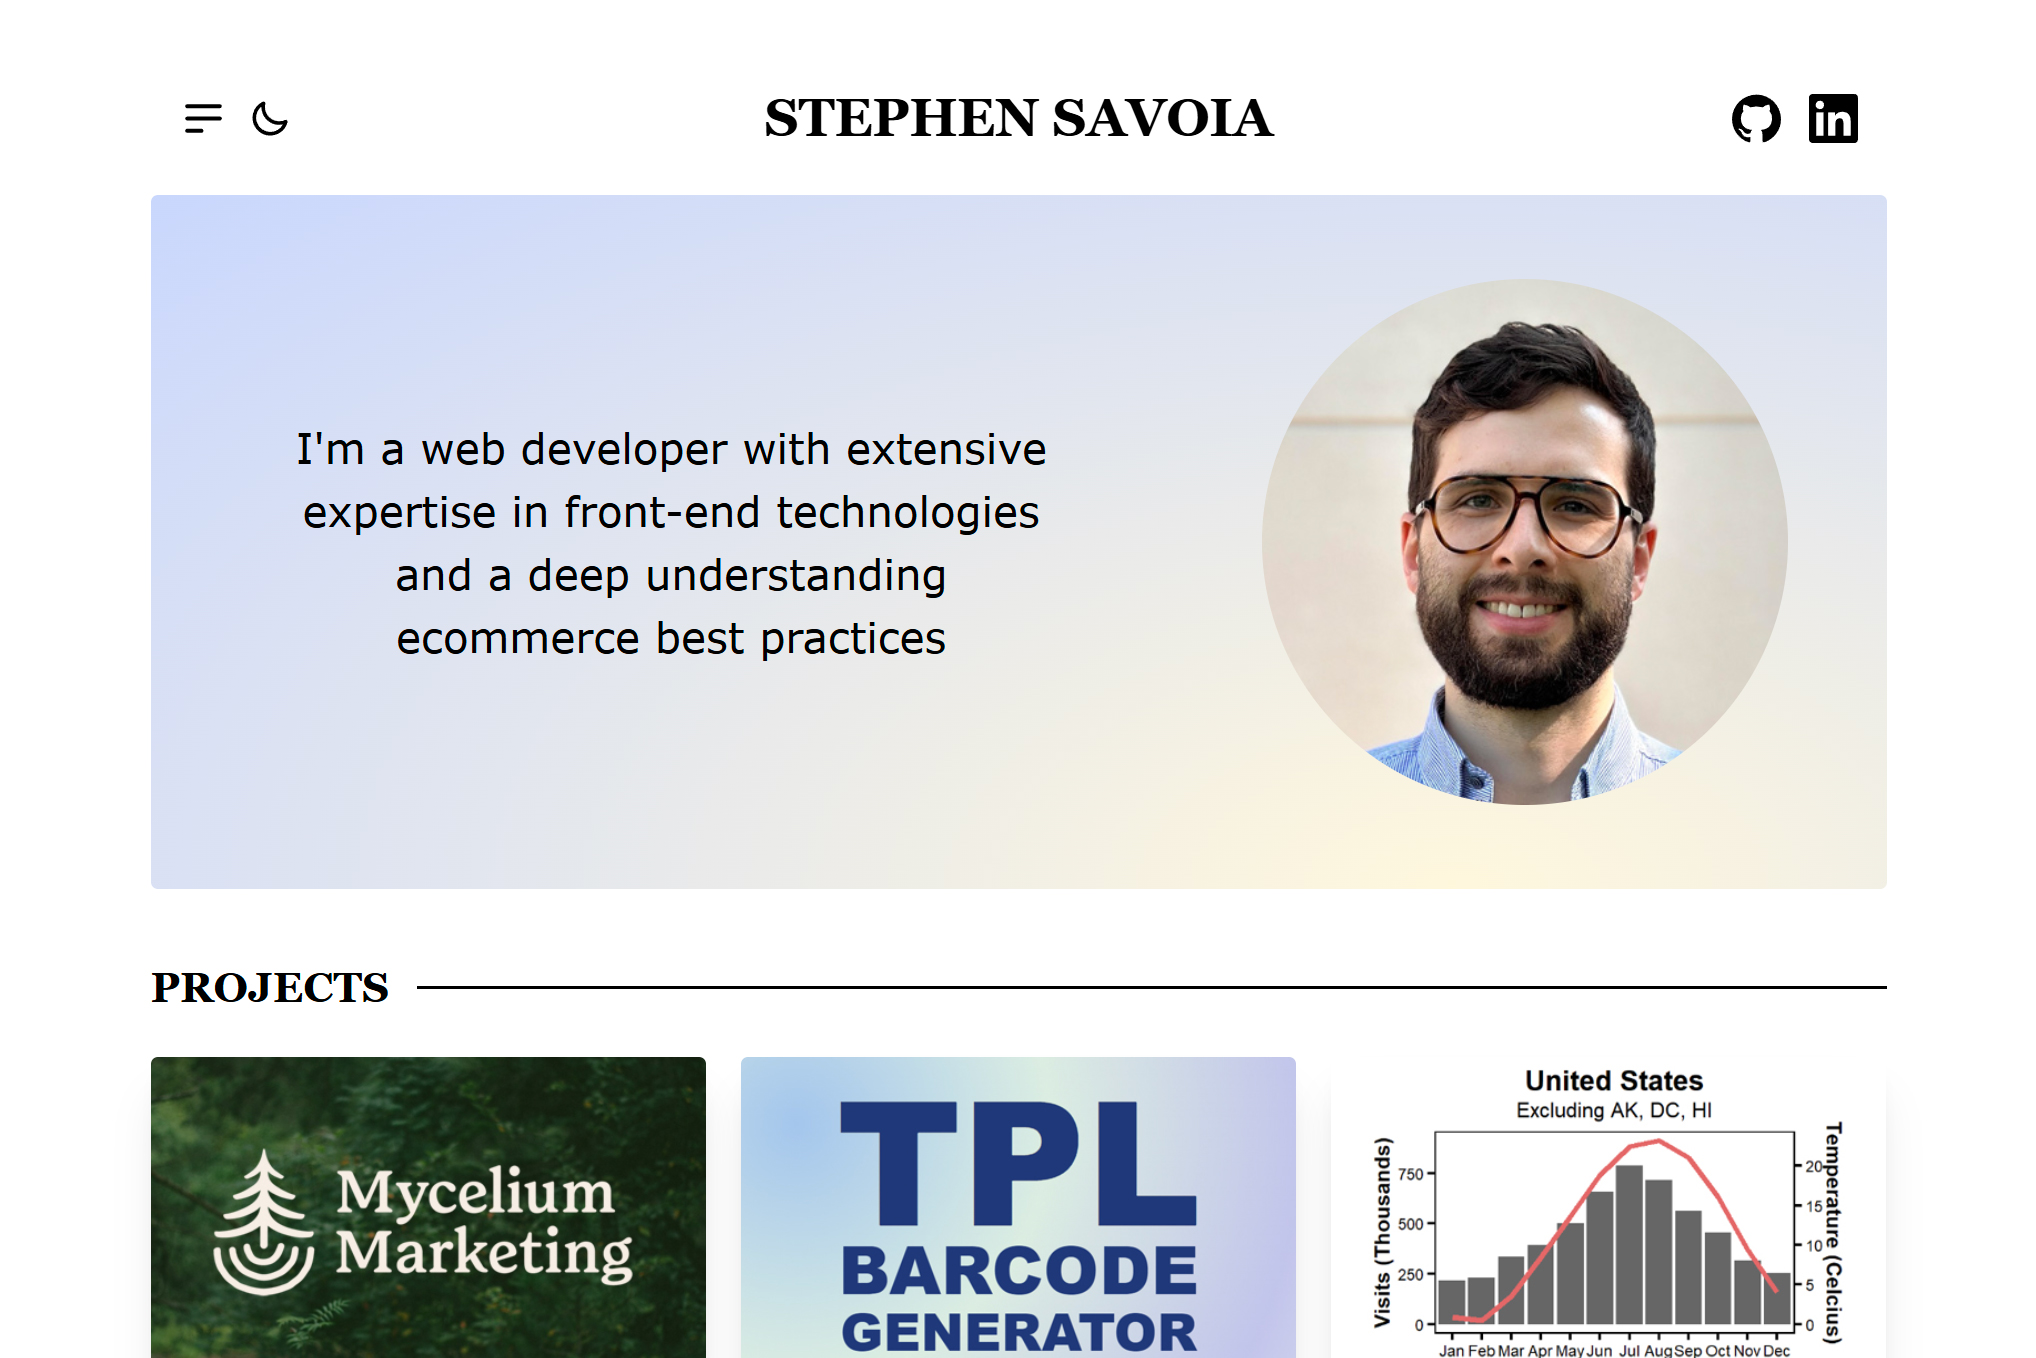 STEPHEN SAVOIA
in
I'm a web developer with extensive
expertise in front-end technologies
and a deep understanding
ecommerce best practices
PROJECTS
Mycelium
Marketing
TPL
BARCODE
GENERATOR
United States
Excluding AK, DC, HI
Visits (Thousands)
750
500
250
0
Temperature (Celcius)
20
15
10
5
0
Jan Feb Mar Apr May Jun Jul Aug Sep Oct Nov Dec